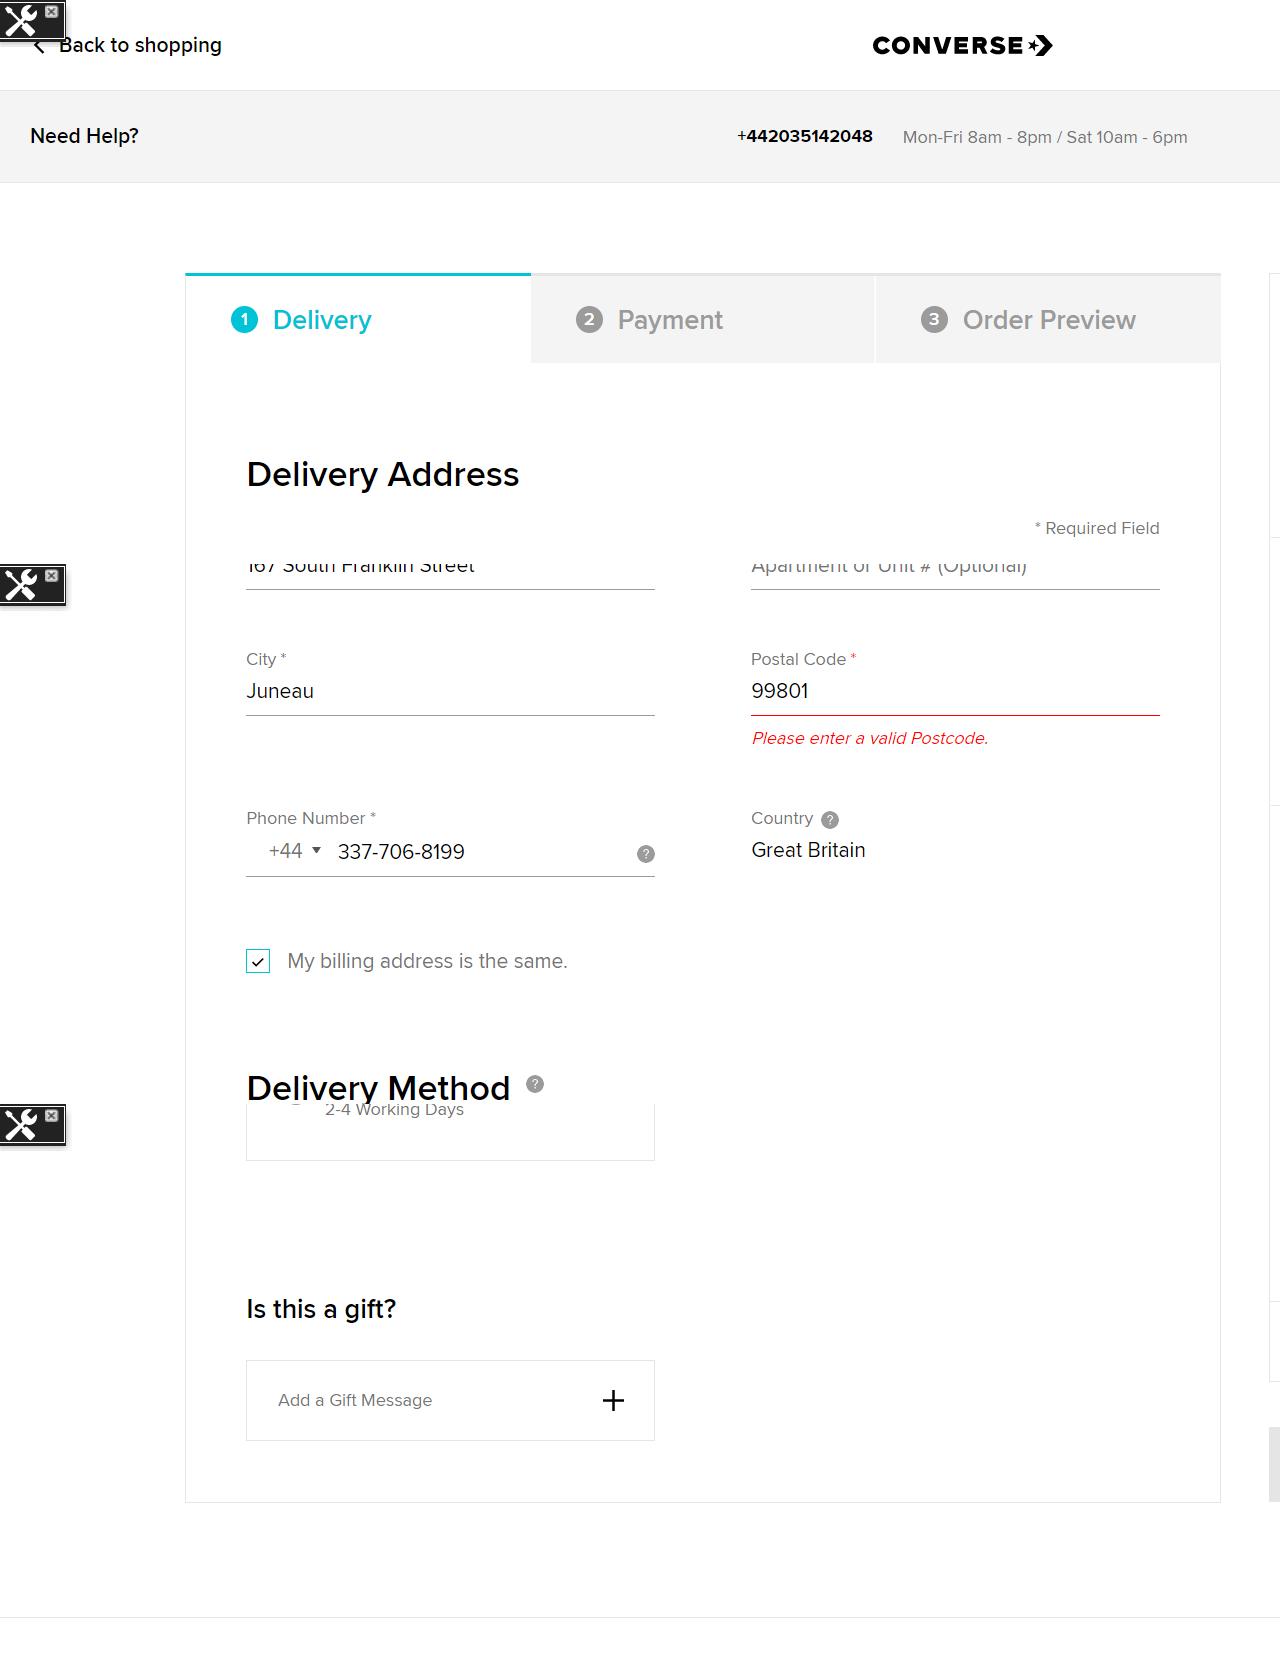 Back to shopping
CONVERSE
Need Help?
+442035142048 Mon-Fri 8am - 8pm / Sat 10am - 6pm
1 Delivery
2 Payment
3 Order Preview
Delivery Address
* Required Field
167 South Franklin Street
Apartment or Unit # (Optional)
City *
Juneau
Postal Code *
99801
Please enter a valid Postcode.
Phone Number *
+44 337-706-8199 ?
Country ?
Great Britain
My billing address is the same.
Delivery Method ?
2-4 Working Days
Is this a gift?
Add a Gift Message